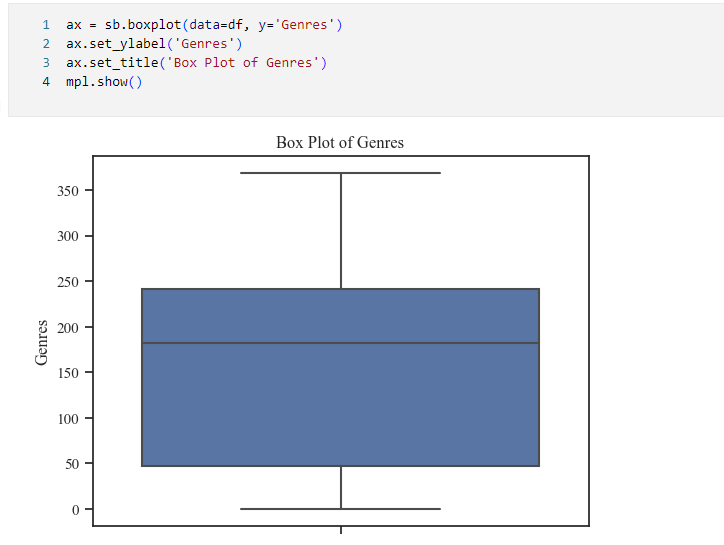 1 ax = sb.boxplot(data=df, y='Genres')
2 ax.set_ylabel('Genres')
3 ax.set_title('Box Plot of Genres')
4 mpl.show()
Box Plot of Genres
350
300
250
200
150
100
50
0
Genres